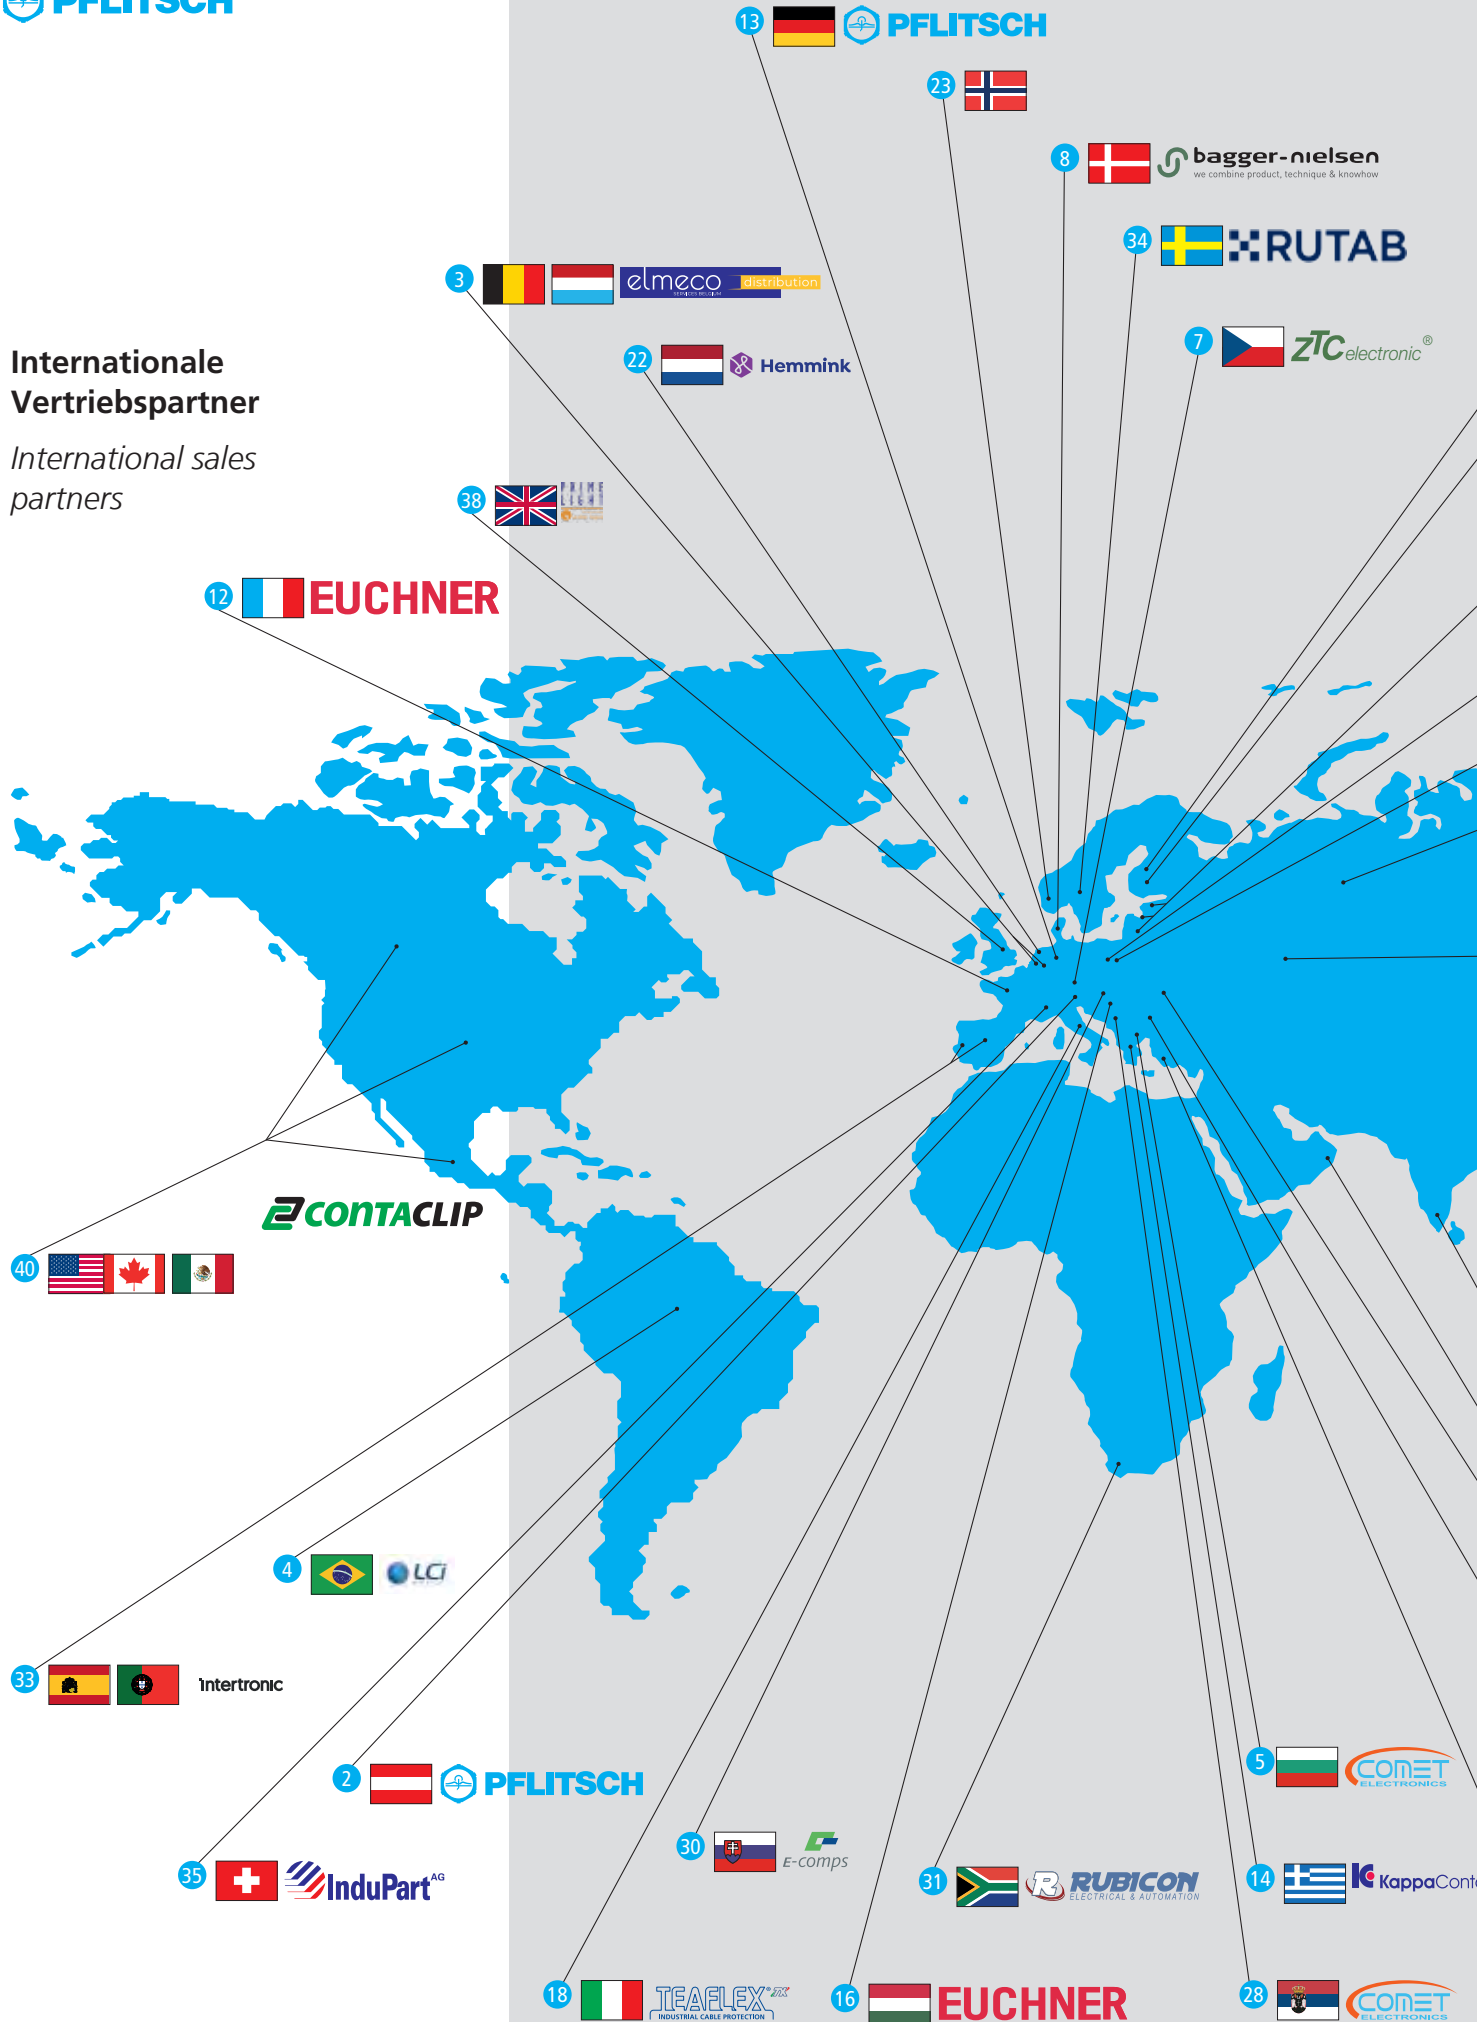 PFLITSCH
13 PFLITSCH
23
8 bagger-nielsen
we combine product, technique & knowhow
34 RUTAB
3 elmeco distribution
SERVICES BELGIUM
7 ZTC electronic®
22 Hemmink
Internationale
Vertriebspartner
International sales
partners
38
12 EUCHNER
CONTACLIP
40
4 LCi
33 intertronic
2 PFLITSCH
5 COMET
ELECTRONICS
30 E-comps
35 InduPart AG
31 R RUBICON
ELECTRICAL & AUTOMATION
14 K KappaConta
18 TEAFLEX
INDUSTRIAL CABLE PROTECTION
16 EUCHNER
28 COMET
ELECTRONICS